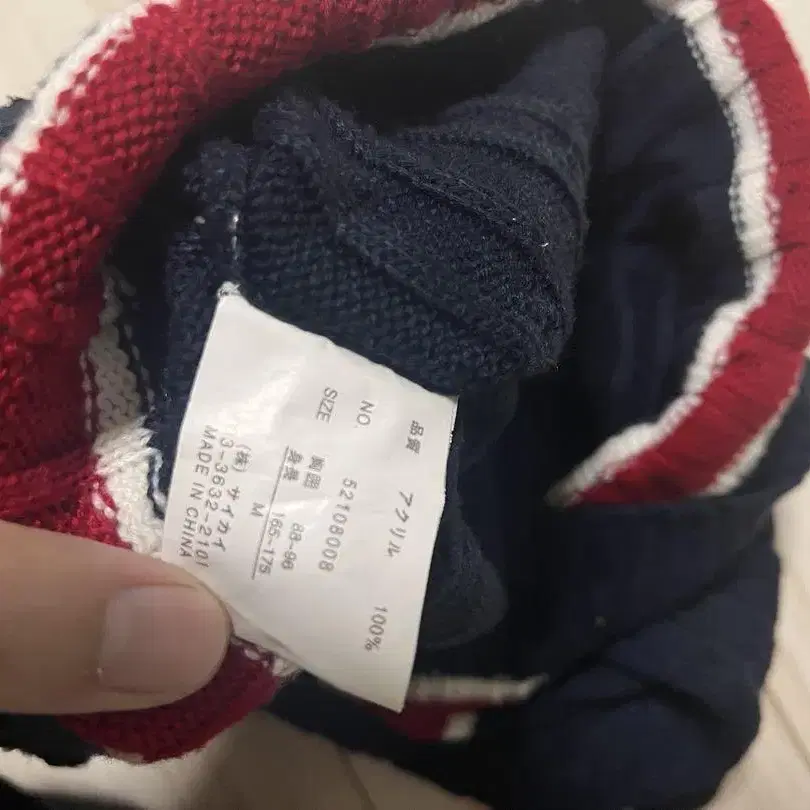 品質 アクリル 100%
NO. 52108008
SIZE 胸囲 88~96
身長 165~175
M
(株) サイカイ
03-3632-2101
MADE IN CHINA